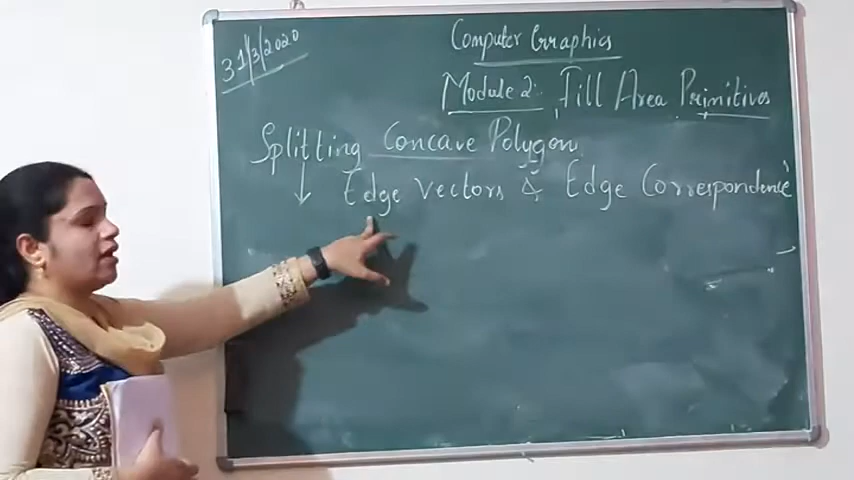 31/3/2020
Computer Graphics
Module 2: Fill Area Primitives
Splitting Concave Polygon
↓ Edge Vectors & Edge Correspondence